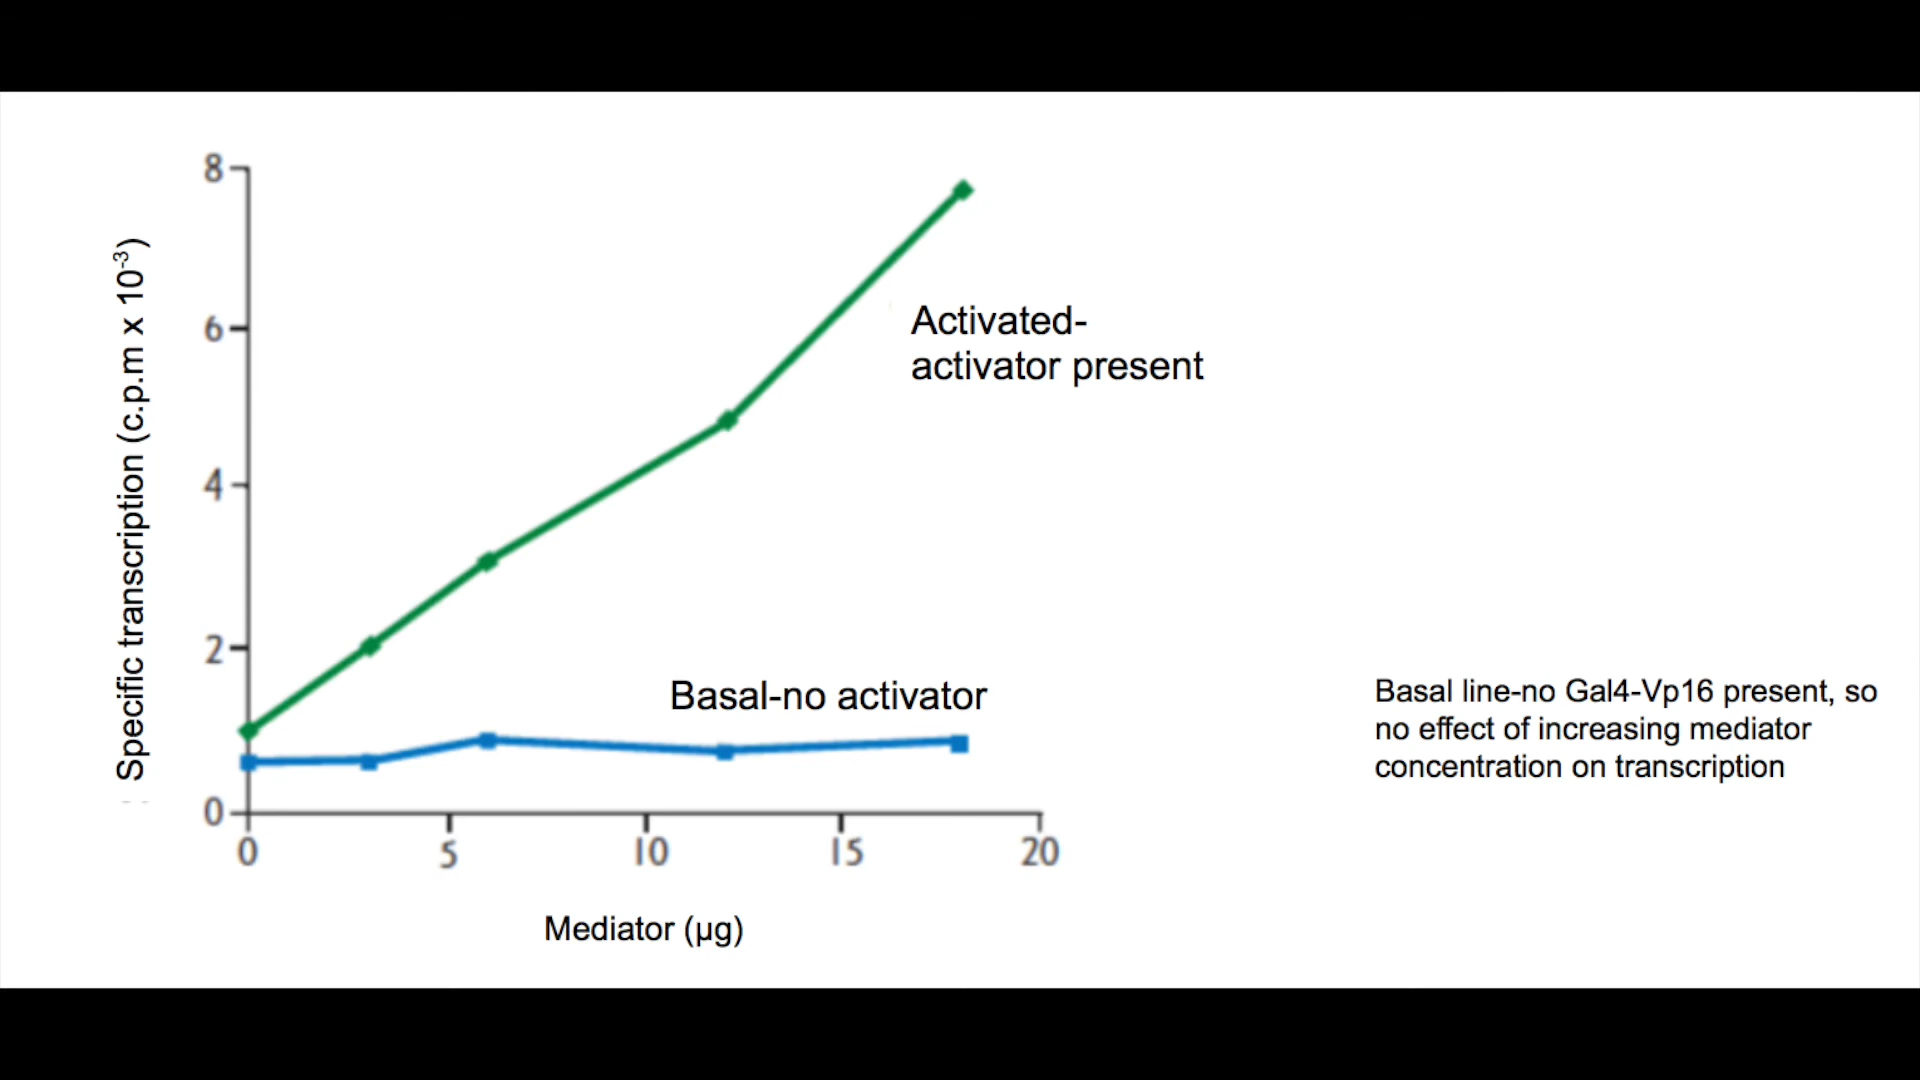 8
6
4
2
0
0 5 10 15 20
Specific transcription (c.p.m x 10-3)
Activated-
activator present
Basal-no activator
Mediator (µg)
Basal line-no Gal4-Vp16 present, so
no effect of increasing mediator
concentration on transcription